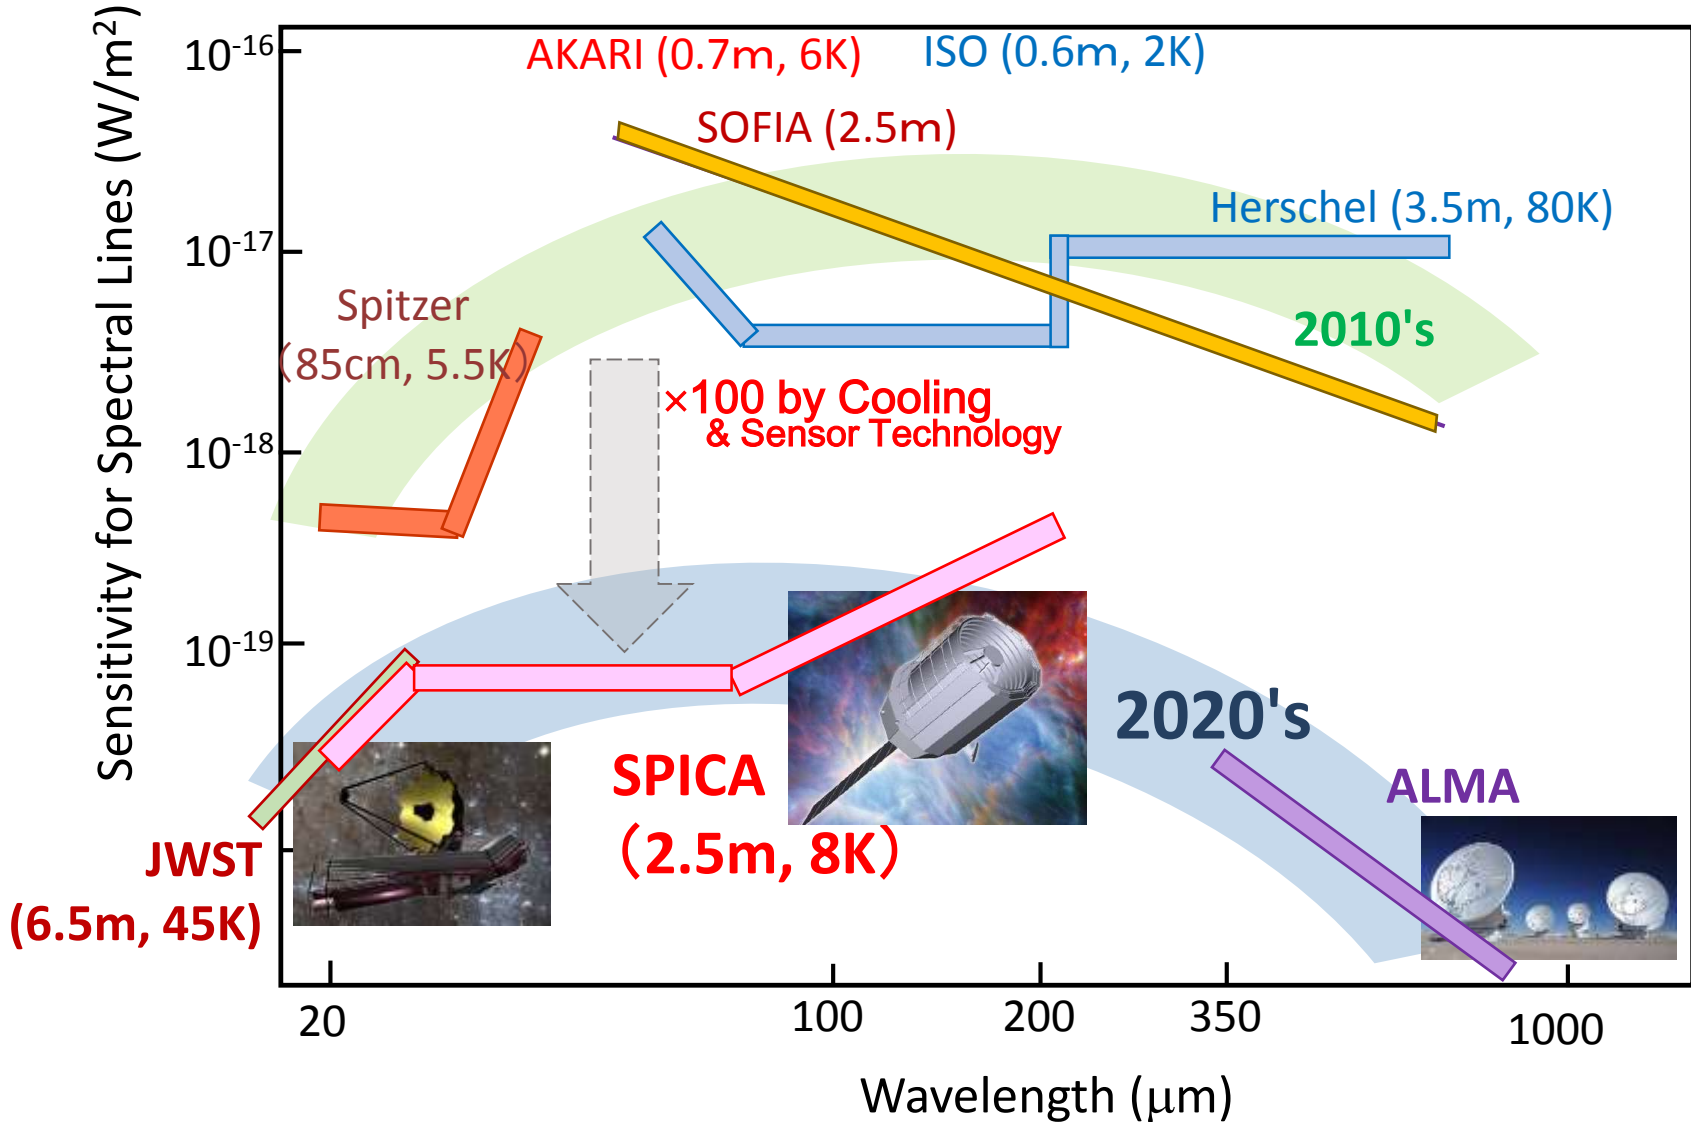 Sensitivity for Spectral Lines (W/m²)
10⁻¹⁶
10⁻¹⁷
10⁻¹⁸
10⁻¹⁹
AKARI (0.7m, 6K)
ISO (0.6m, 2K)
SOFIA (2.5m)
Herschel (3.5m, 80K)
Spitzer
（85cm, 5.5K）
2010's
×100 by Cooling
& Sensor Technology
2020's
SPICA
（2.5m, 8K）
ALMA
JWST
(6.5m, 45K)
20
100
200
350
1000
Wavelength (μm)